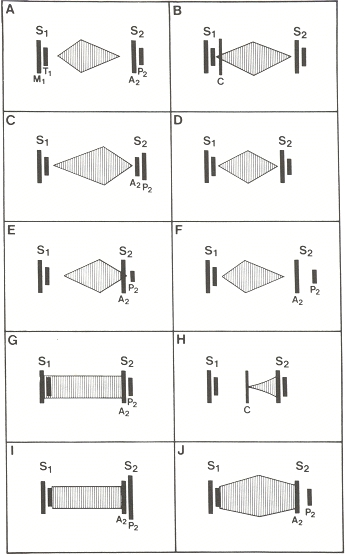 A
S1 S2
M1 T1 A2 P2
B
S1 S2
C
C
S1 S2
A2 P2
D
S1 S2
E
S1 S2
A2 P2
F
S1 S2
A2 P2
G
S1 S2
A2 P2
H
S1 S2
C
I
S1 S2
A2 P2
J
S1 S2
A2 P2